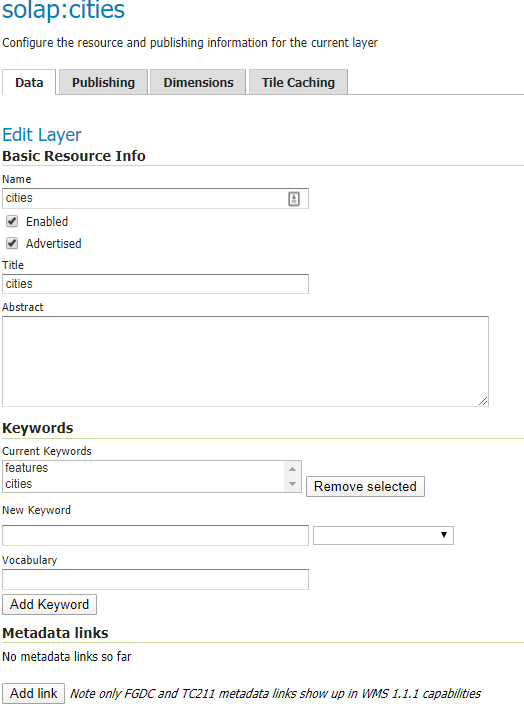 solap:cities
Configure the resource and publishing information for the current layer
Data Publishing Dimensions Tile Caching
Edit Layer
Basic Resource Info
Name
cities
Enabled
Advertised
Title
cities
Abstract
Keywords
Current Keywords
features
cities
Remove selected
New Keyword
Vocabulary
Add Keyword
Metadata links
No metadata links so far
Add link Note only FGDC and TC211 metadata links show up in WMS 1.1.1 capabilities